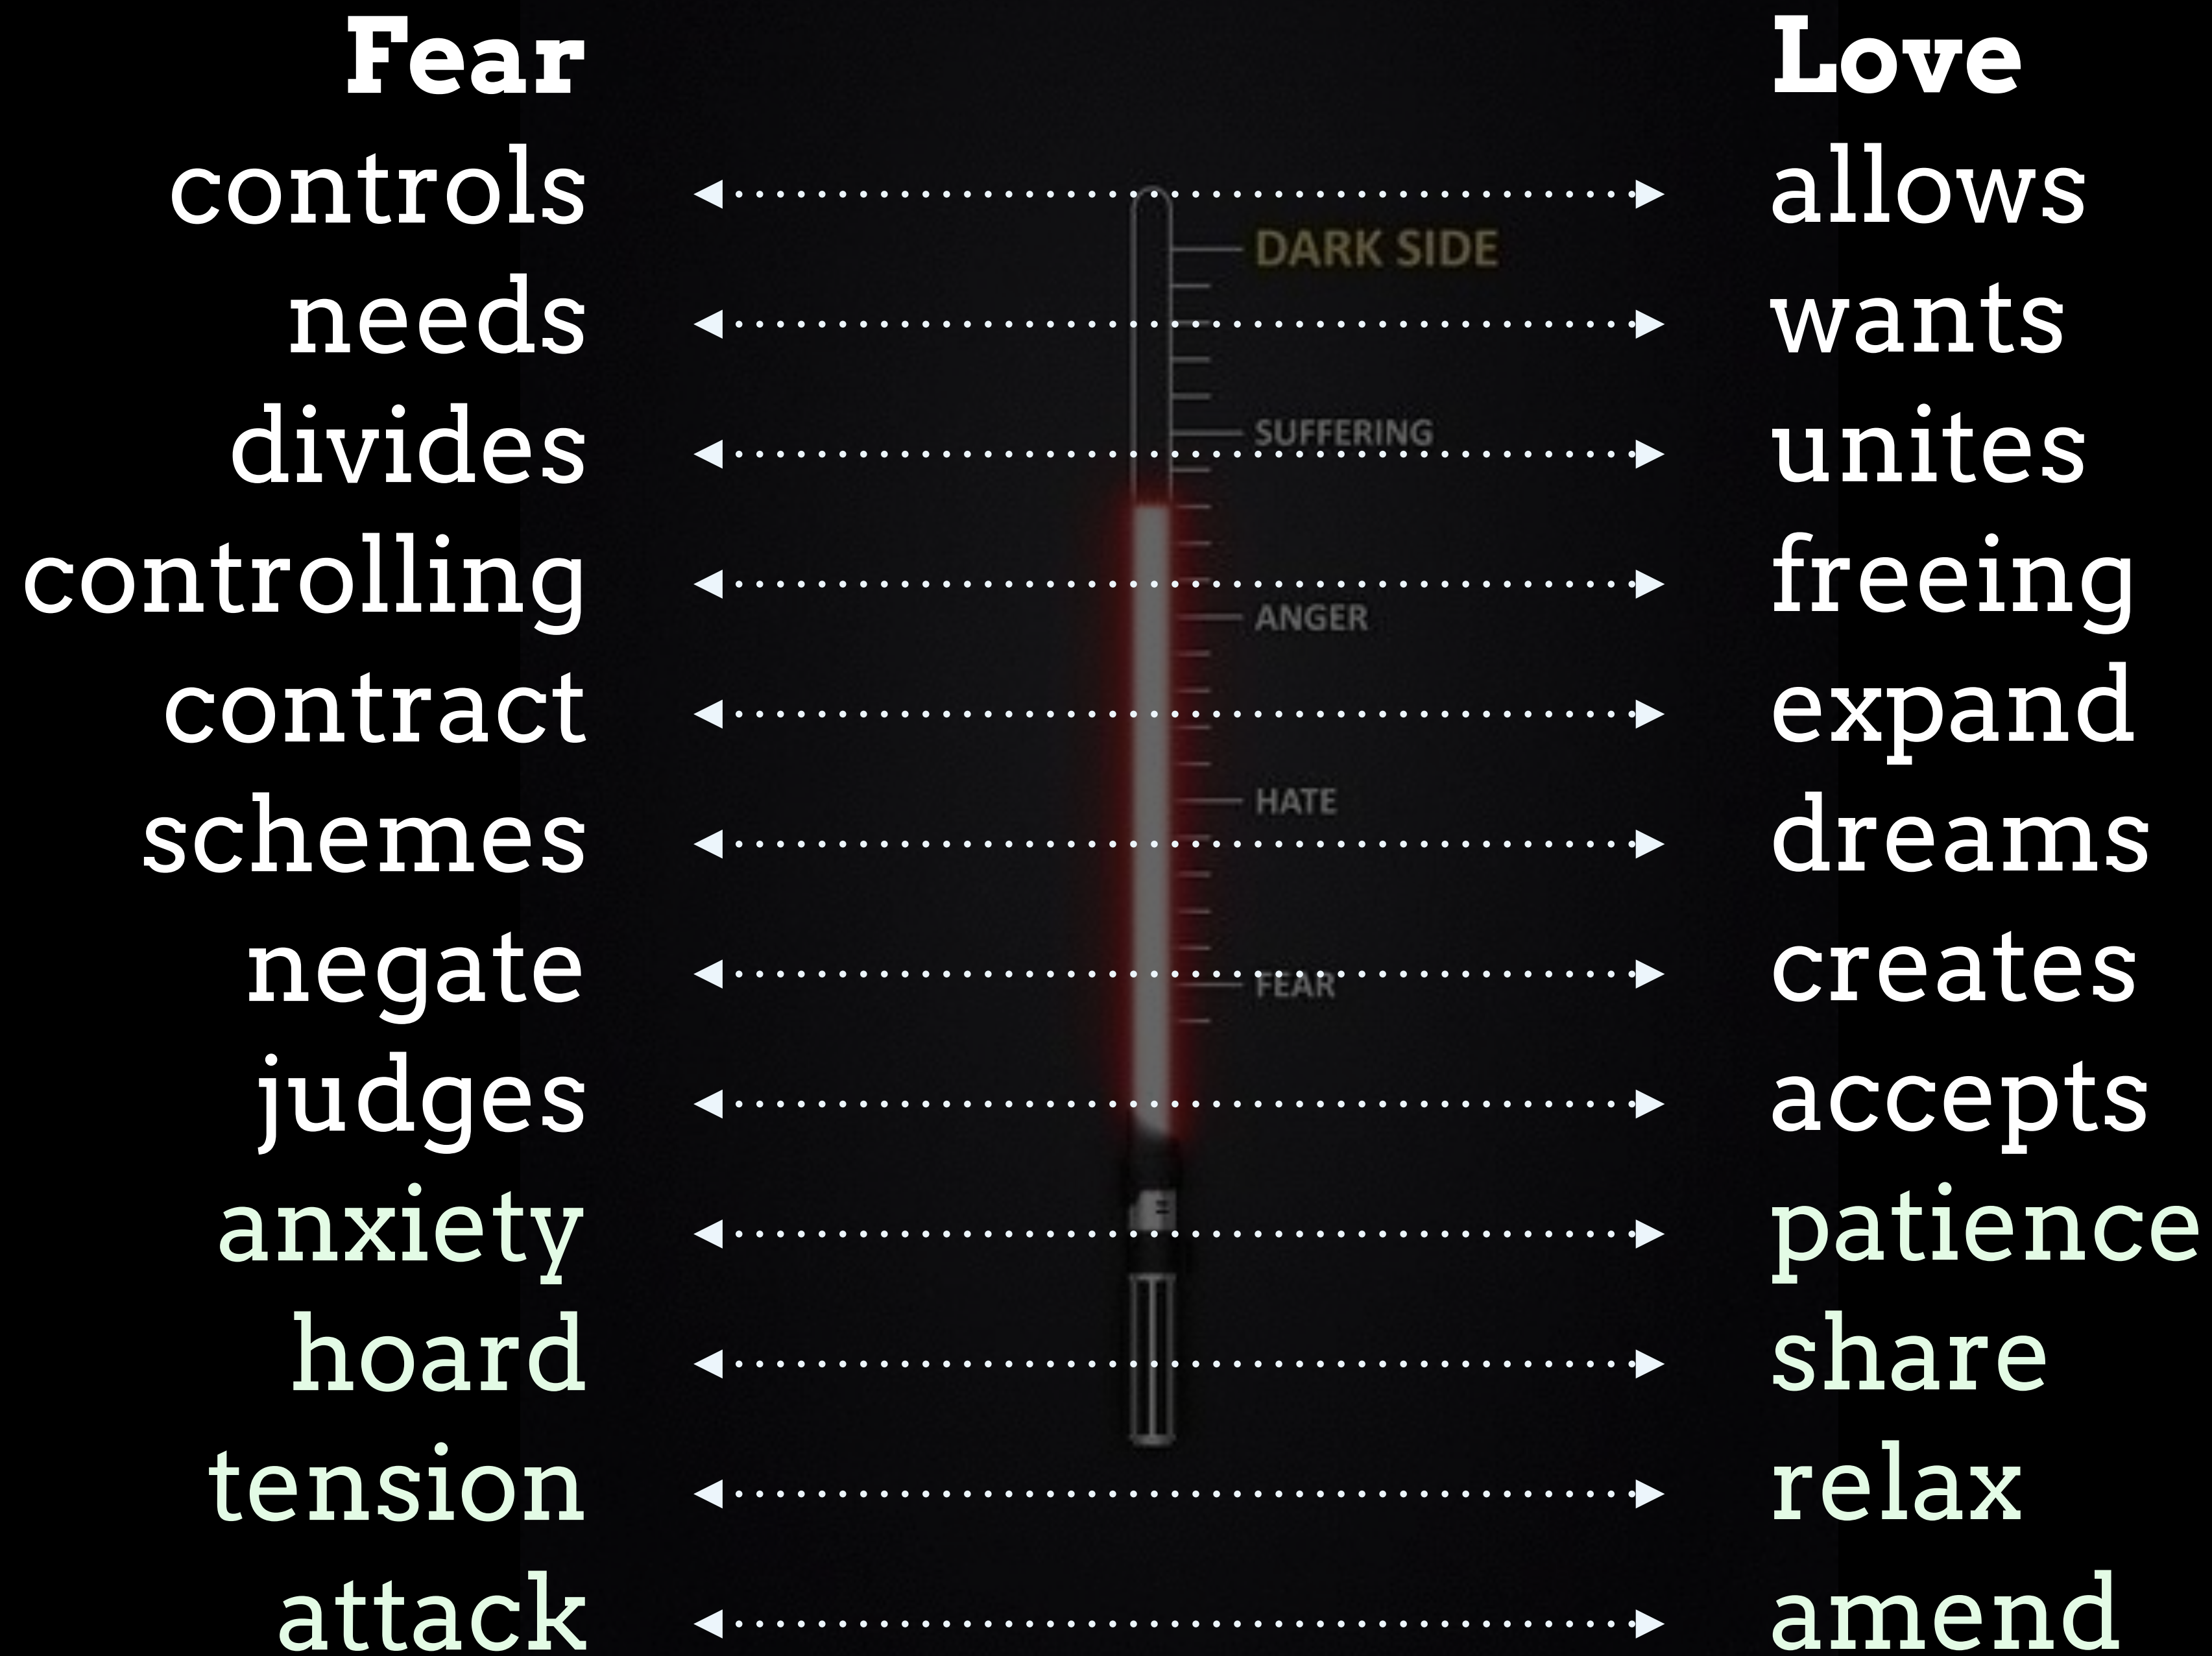 Fear Love
controls allows
DARK SIDE
needs wants
SUFFERING
divides unites
controlling freeing
ANGER
contract expand
HATE
schemes dreams
negate creates
FEAR
judges accepts
anxiety patience
hoard share
tension relax
attack amend